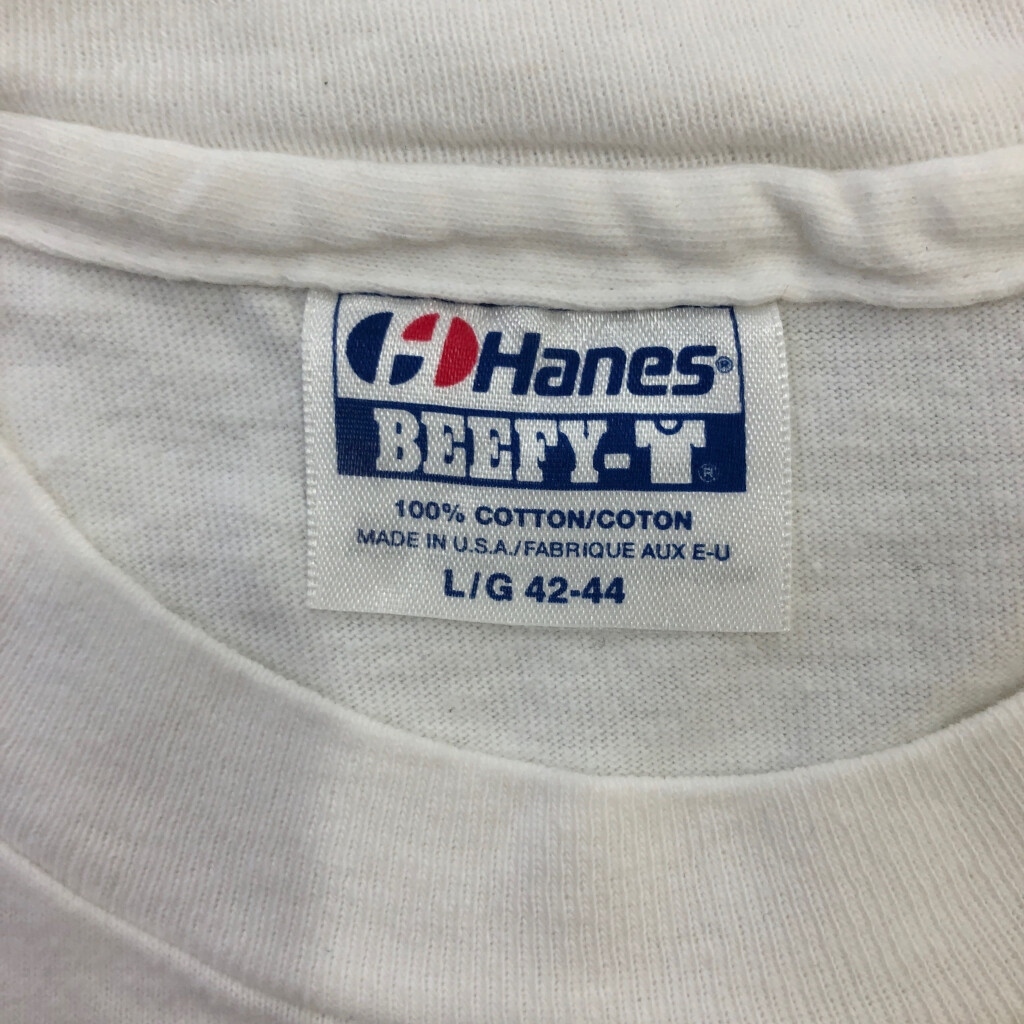 Hanes®
BEEFY-T®
100% COTTON/COTON
MADE IN U.S.A./FABRIQUE AUX E-U
L/G 42-44